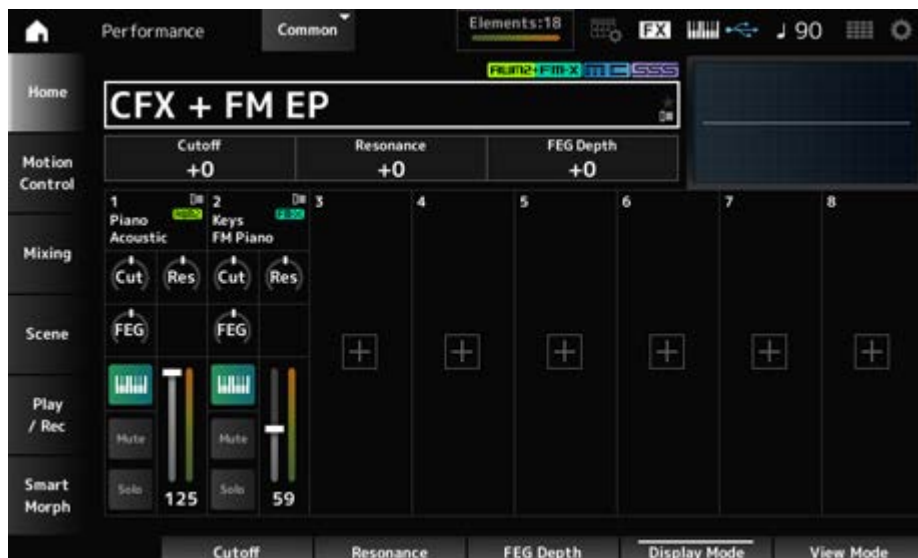 Performance
Common
Elements:18
FX
♩ 90
Home
AWM2+FM-X MC SSS
CFX + FM EP
Cutoff
+0
Resonance
+0
FEG Depth
+0
Motion
Control
Mixing
Scene
Play
/ Rec
Smart
Morph
1
Piano
Acoustic
AWM2
Cut
Res
FEG
Mute
Solo
125
2
Keys
FM Piano
FM-X
Cut
Res
FEG
Mute
Solo
59
3
4
5
6
7
8
Cutoff
Resonance
FEG Depth
Display Mode
View Mode